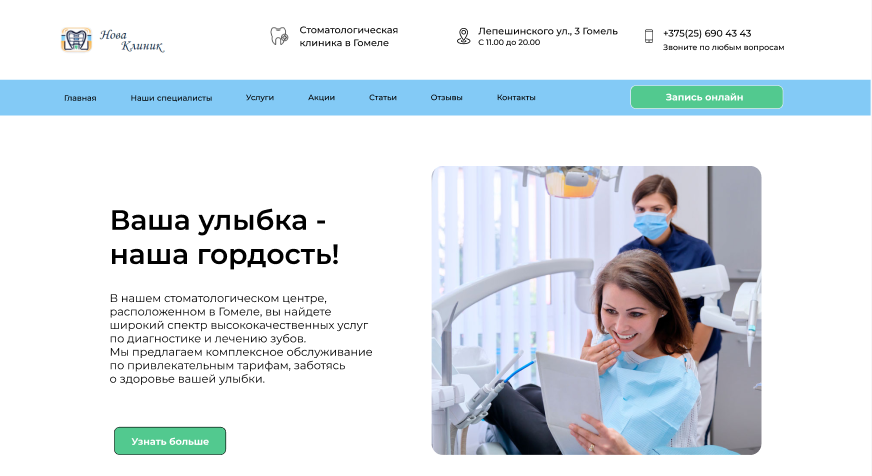 Нова
Клиник
Стоматологическая
клиника в Гомеле
Лепешинского ул., 3 Гомель
С 11.00 до 20.00
+375(25) 690 43 43
Звоните по любым вопросам
Главная
Наши специалисты
Услуги
Акции
Статьи
Отзывы
Контакты
Запись онлайн
Ваша улыбка -
наша гордость!
В нашем стоматологическом центре,
расположенном в Гомеле, вы найдете
широкий спектр высококачественных услуг
по диагностике и лечению зубов.
Мы предлагаем комплексное обслуживание
по привлекательным тарифам, заботясь
о здоровье вашей улыбки.
Узнать больше